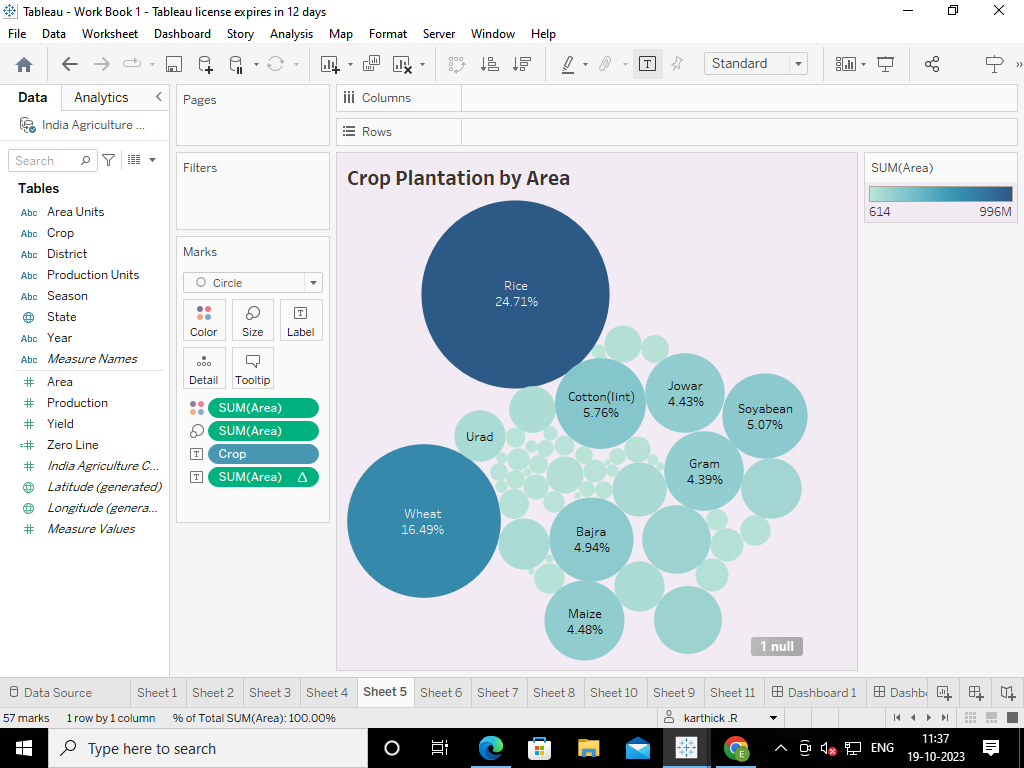 Tableau - Work Book 1 - Tableau license expires in 12 days
File Data Worksheet Dashboard Story Analysis Map Format Server Window Help
Standard
Data Analytics
India Agriculture ...
Search
Tables
Abc Area Units
Abc Crop
Abc District
Abc Production Units
Abc Season
State
Abc Year
Abc Measure Names
Area
Production
Yield
Zero Line
India Agriculture C...
Latitude (generated)
Longitude (genera...
Measure Values
Pages
Filters
Marks
Circle
Color Size Label
Detail Tooltip
SUM(Area)
SUM(Area)
Crop
SUM(Area)
Columns
Rows
Crop Plantation by Area
Rice
24.71%
Cotton(lint)
5.76%
Jowar
4.43%
Soyabean
5.07%
Urad
Gram
4.39%
Wheat
16.49%
Bajra
4.94%
Maize
4.48%
1 null
SUM(Area)
614 996M
Data Source Sheet 1 Sheet 2 Sheet 3 Sheet 4 Sheet 5 Sheet 6 Sheet 7 Sheet 8 Sheet 10 Sheet 9 Sheet 11 Dashboard 1 Dashb
57 marks 1 row by 1 column % of Total SUM(Area): 100.00% karthick .R
Type here to search
E
ENG
11:37
19-10-2023